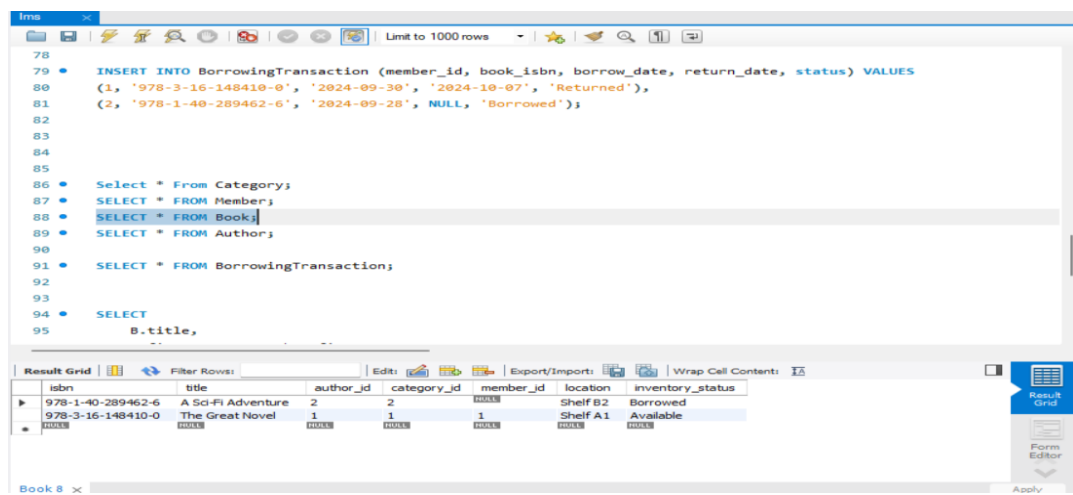 lms ×
Limit to 1000 rows
78
79 INSERT INTO BorrowingTransaction (member_id, book_isbn, borrow_date, return_date, status) VALUES
80 (1, '978-3-16-148410-0', '2024-09-30', '2024-10-07', 'Returned'),
81 (2, '978-1-40-289462-6', '2024-09-28', NULL, 'Borrowed');
82
83
84
85
86 Select * From Category;
87 SELECT * FROM Member;
88 SELECT * FROM Book;
89 SELECT * FROM Author;
90
91 SELECT * FROM BorrowingTransaction;
92
93
94 SELECT
95 B.title,
Result Grid Filter Rows: Edit: Export/Import: Wrap Cell Content:
isbn title author_id category_id member_id location inventory_status
978-1-40-289462-6 A Sci-Fi Adventure 2 2 NULL Shelf B2 Borrowed
978-3-16-148410-0 The Great Novel 1 1 1 Shelf A1 Available
NULL NULL NULL NULL NULL NULL NULL
Result
Grid
Form
Editor
Book 8 ×
Apply